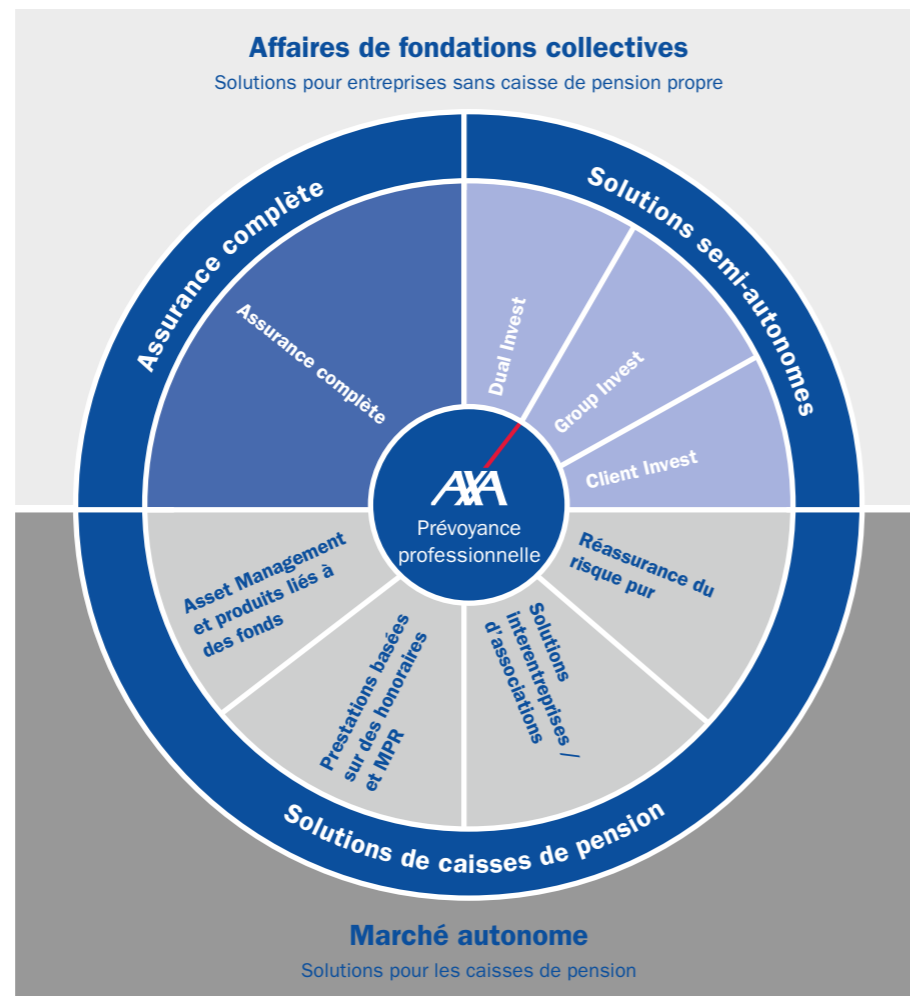 Affaires de fondations collectives
Solutions pour entreprises sans caisse de pension propre
Assurance complète
Solutions semi-autonomes
Assurance complète
Dual Invest
Group Invest
Client Invest
AXA
Prévoyance
professionnelle
Asset Management
et produits liés à
des fonds
Prestations basées
sur des honoraires
et MPR
Solutions
interentreprises /
d’associations
Réassurance du
risque pur
Solutions de caisses de pension
Marché autonome
Solutions pour les caisses de pension